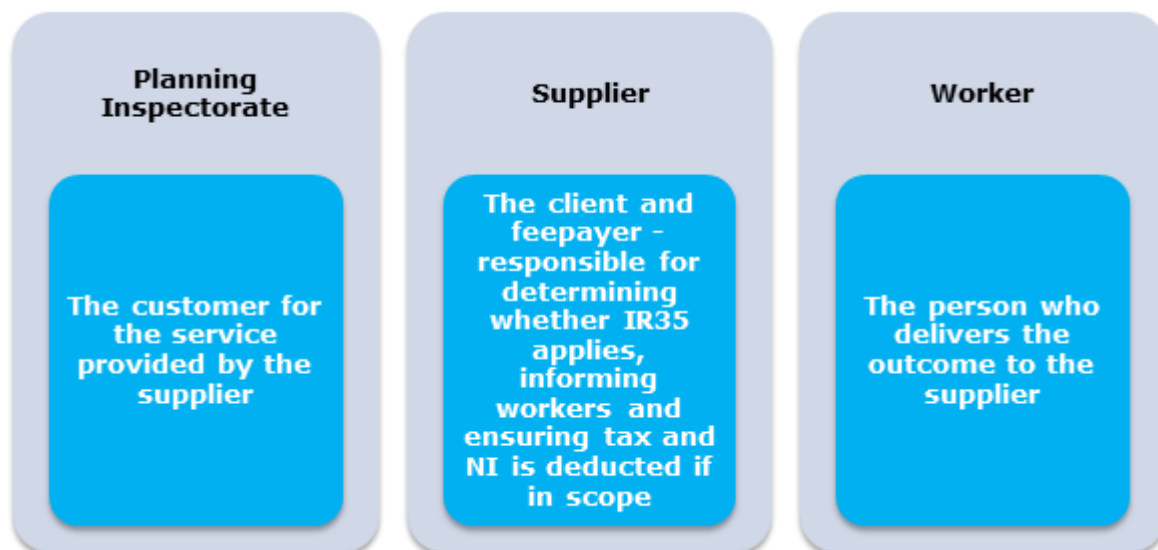 Planning
Inspectorate
The customer for
the service
provided by the
supplier
Supplier
The client and
feepayer -
responsible for
determining
whether IR35
applies,
informing
workers and
ensuring tax and
NI is deducted if
in scope
Worker
The person who
delivers the
outcome to the
supplier